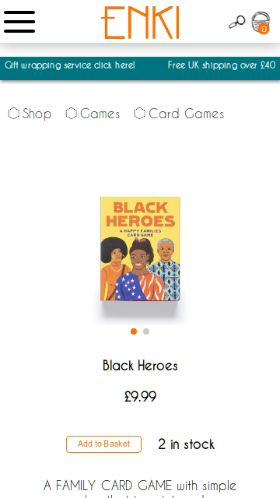 ENKI
0
Gift wrapping service click here!
Free UK shipping over £40
Shop Games Card Games
BLACK
HEROES
A HAPPY FAMILIES
CARD GAME
Black Heroes
£9.99
Add to Basket
2 in stock
A FAMILY CARD GAME with simple